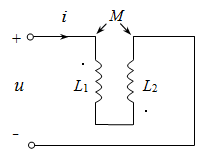 i M
+
u L₁ L₂
-